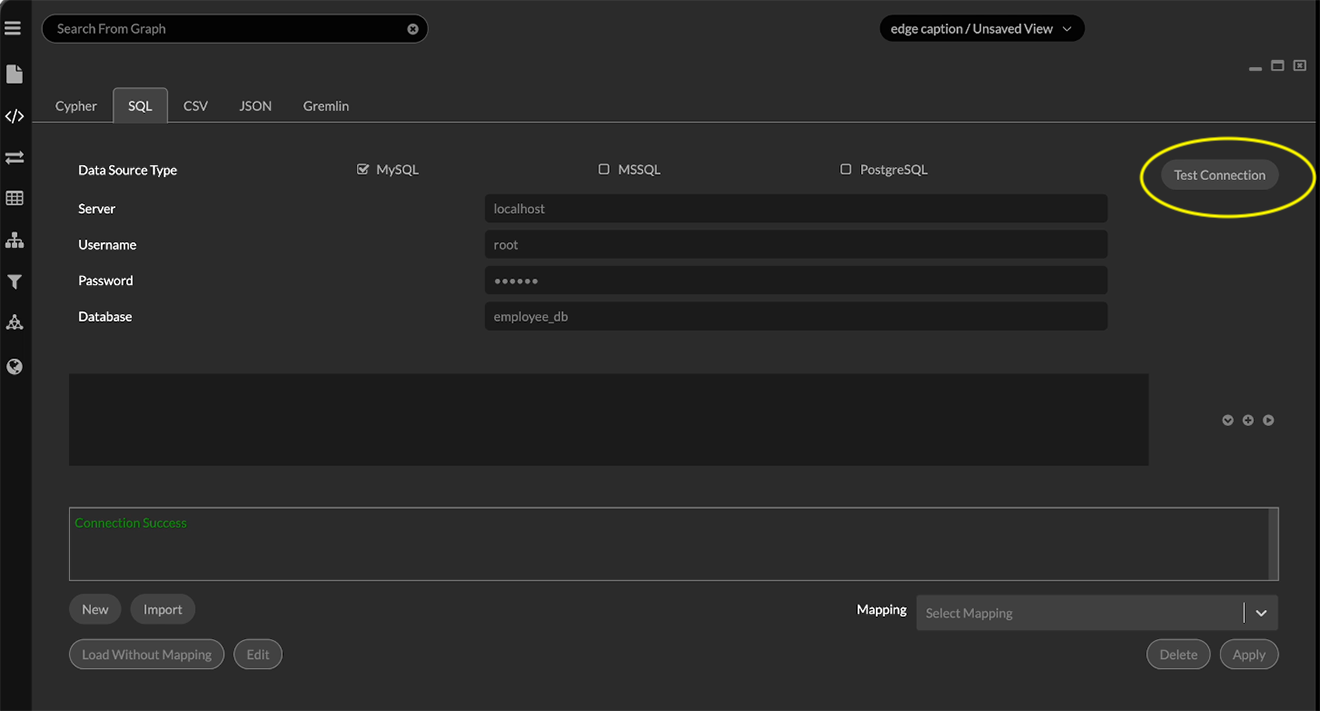 Search From Graph
edge caption / Unsaved View
Cypher SQL CSV JSON Gremlin
Data Source Type MySQL MSSQL PostgreSQL Test Connection
Server localhost
Username root
Password ••••••
Database employee_db
Connection Success
New Import Mapping Select Mapping
Load Without Mapping Edit Delete Apply